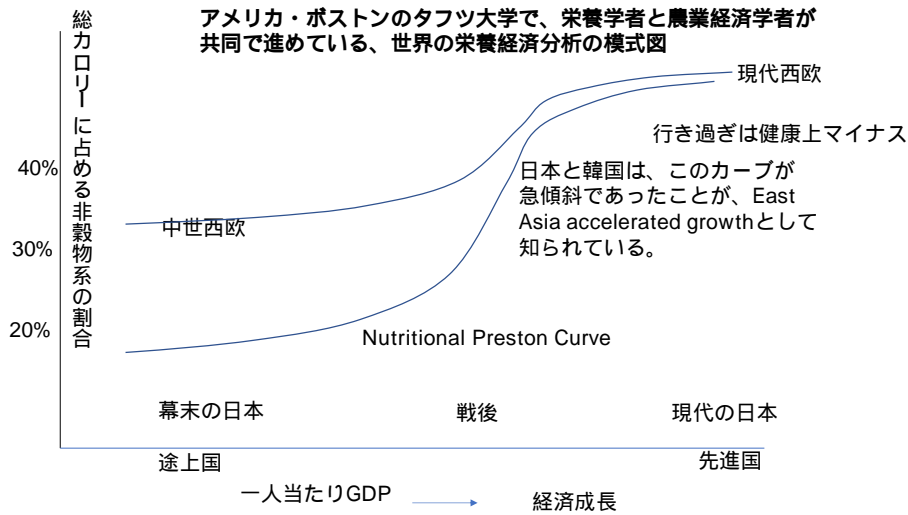 アメリカ・ボストンのタフツ大学で、栄養学者と農業経済学者が
共同で進めている、世界の栄養経済分析の模式図
総カロリーに占める非穀物系の割合
現代西欧
行き過ぎは健康上マイナス
40%
日本と韓国は、このカーブが
急傾斜であったことが、East
Asia accelerated growthとして
知られている。
中世西欧
30%
20%
Nutritional Preston Curve
幕末の日本
戦後
現代の日本
途上国
先進国
一人当たりGDP
経済成長